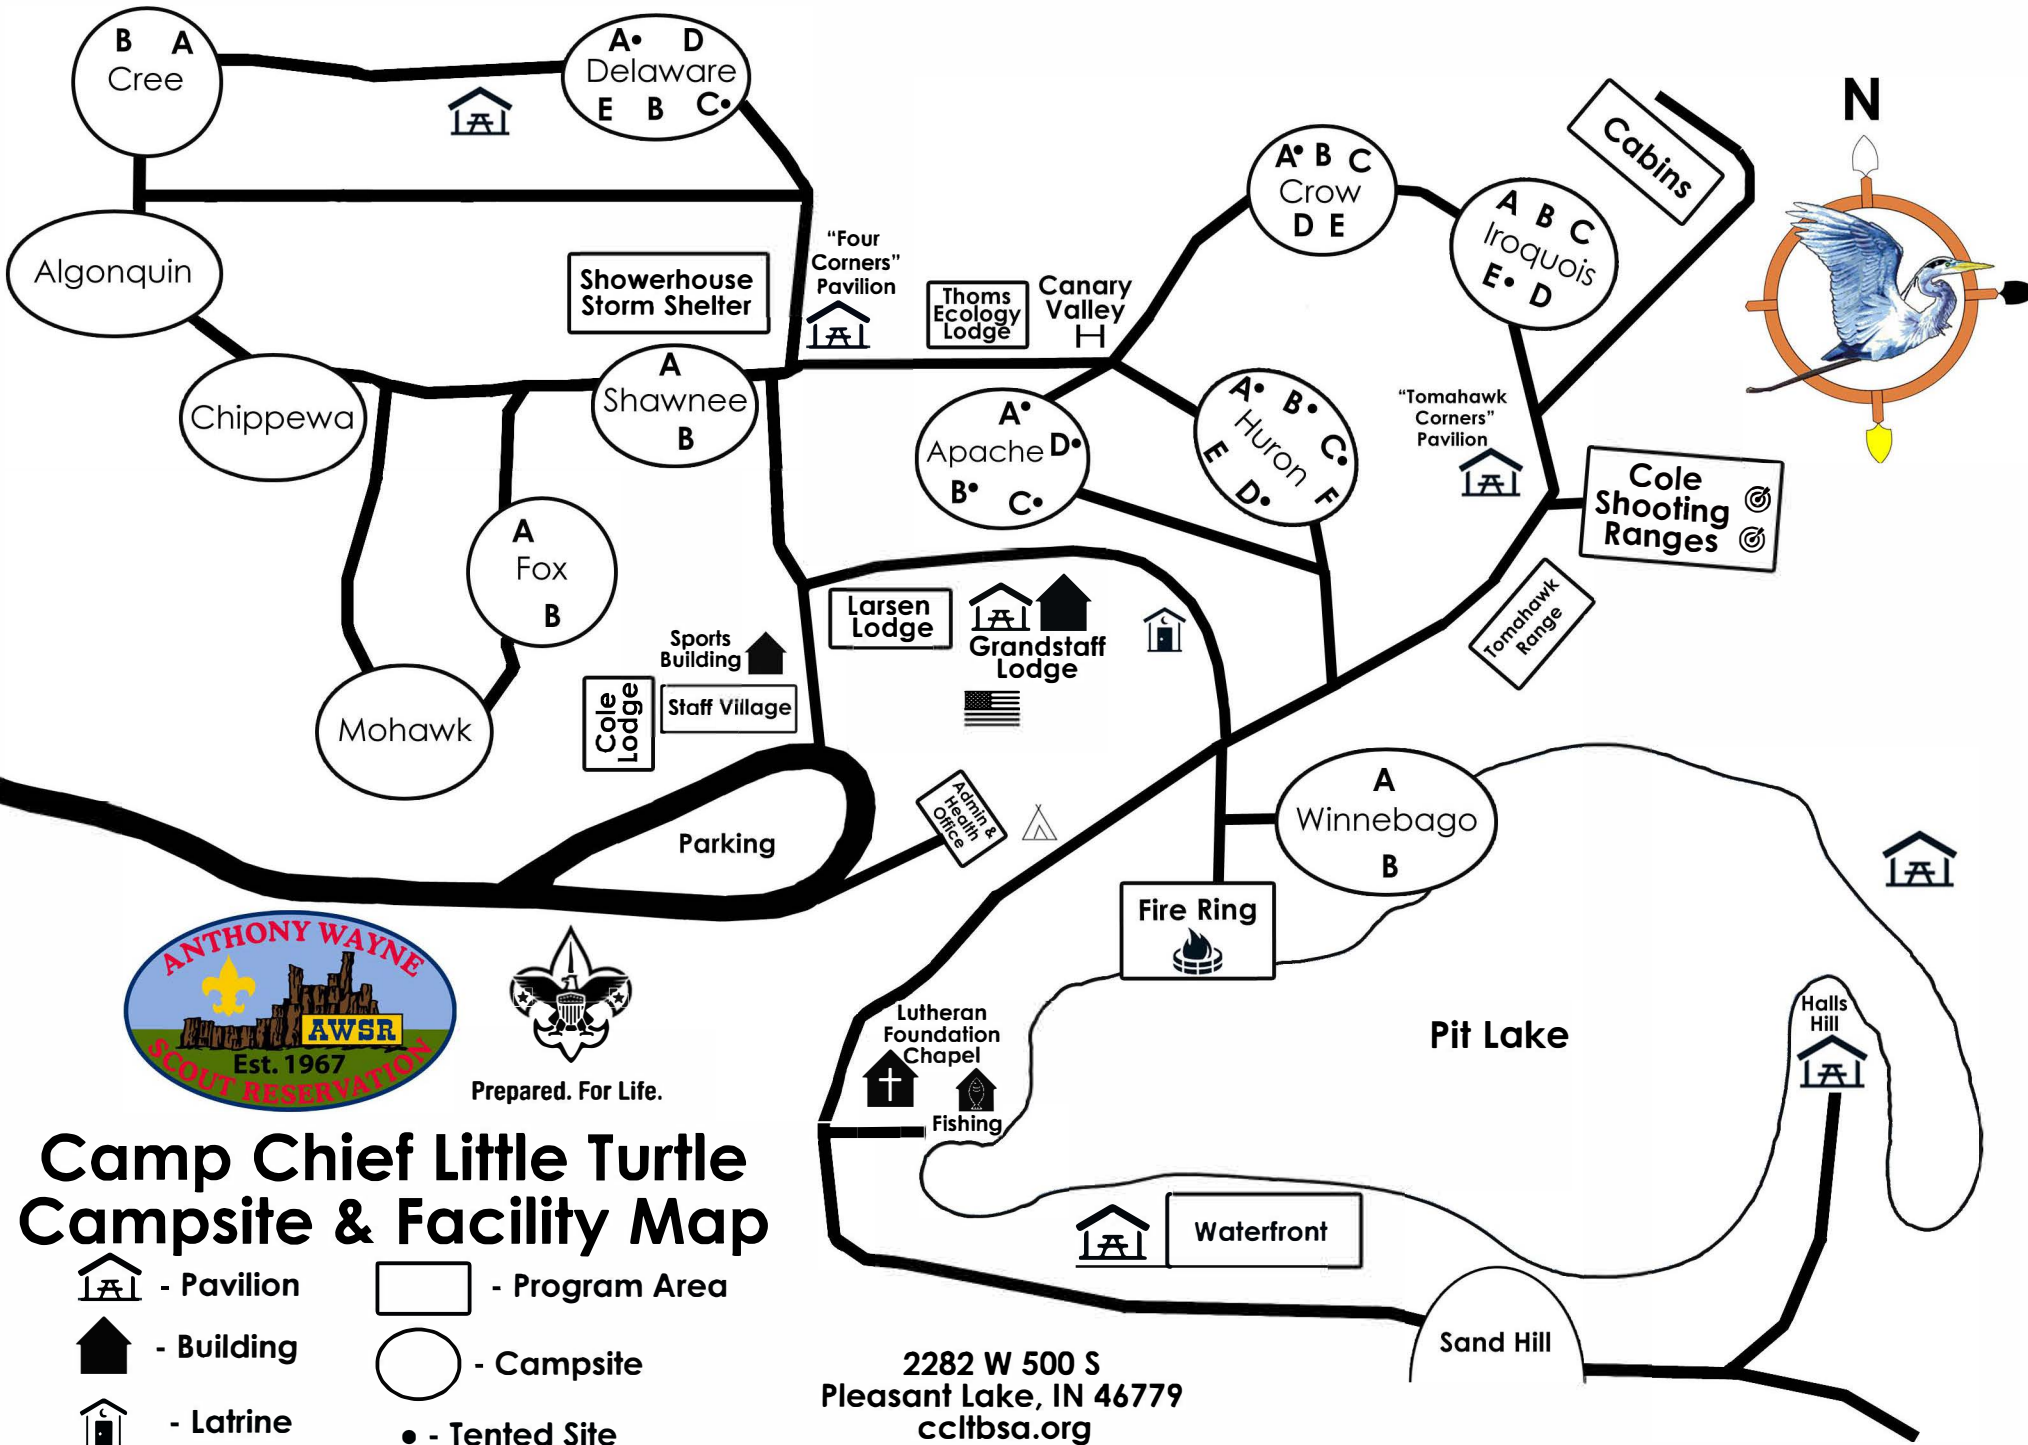 B A
Cree
A• D
Delaware
E B C•
N
Cabins
A• B C
Crow
D E
A B C
Iroquois
E• D
Algonquin
Showerhouse
Storm Shelter
“Four
Corners”
Pavilion
Thoms
Ecology
Lodge
Canary
Valley
Chippewa
A
Shawnee
B
A•
Apache D•
B• C•
A• B• C•
Huron
E D• F
“Tomahawk
Corners”
Pavilion
Cole
Shooting
Ranges
A
Fox
B
Tomahawk
Range
Larsen
Lodge
Grandstaff
Lodge
Sports
Building
Cole
Lodge
Staff Village
Mohawk
Admin &
Health
Office
Parking
A
Winnebago
B
Fire Ring
ANTHONY WAYNE
AWSR
Est. 1967
SCOUT RESERVATION
Prepared. For Life.
Lutheran
Foundation
Chapel
Fishing
Pit Lake
Halls
Hill
Camp Chief Little Turtle
Campsite & Facility Map
Waterfront
Sand Hill
- Pavilion
- Program Area
- Building
- Campsite
- Latrine
• - Tented Site
2282 W 500 S
Pleasant Lake, IN 46779
ccltbsa.org